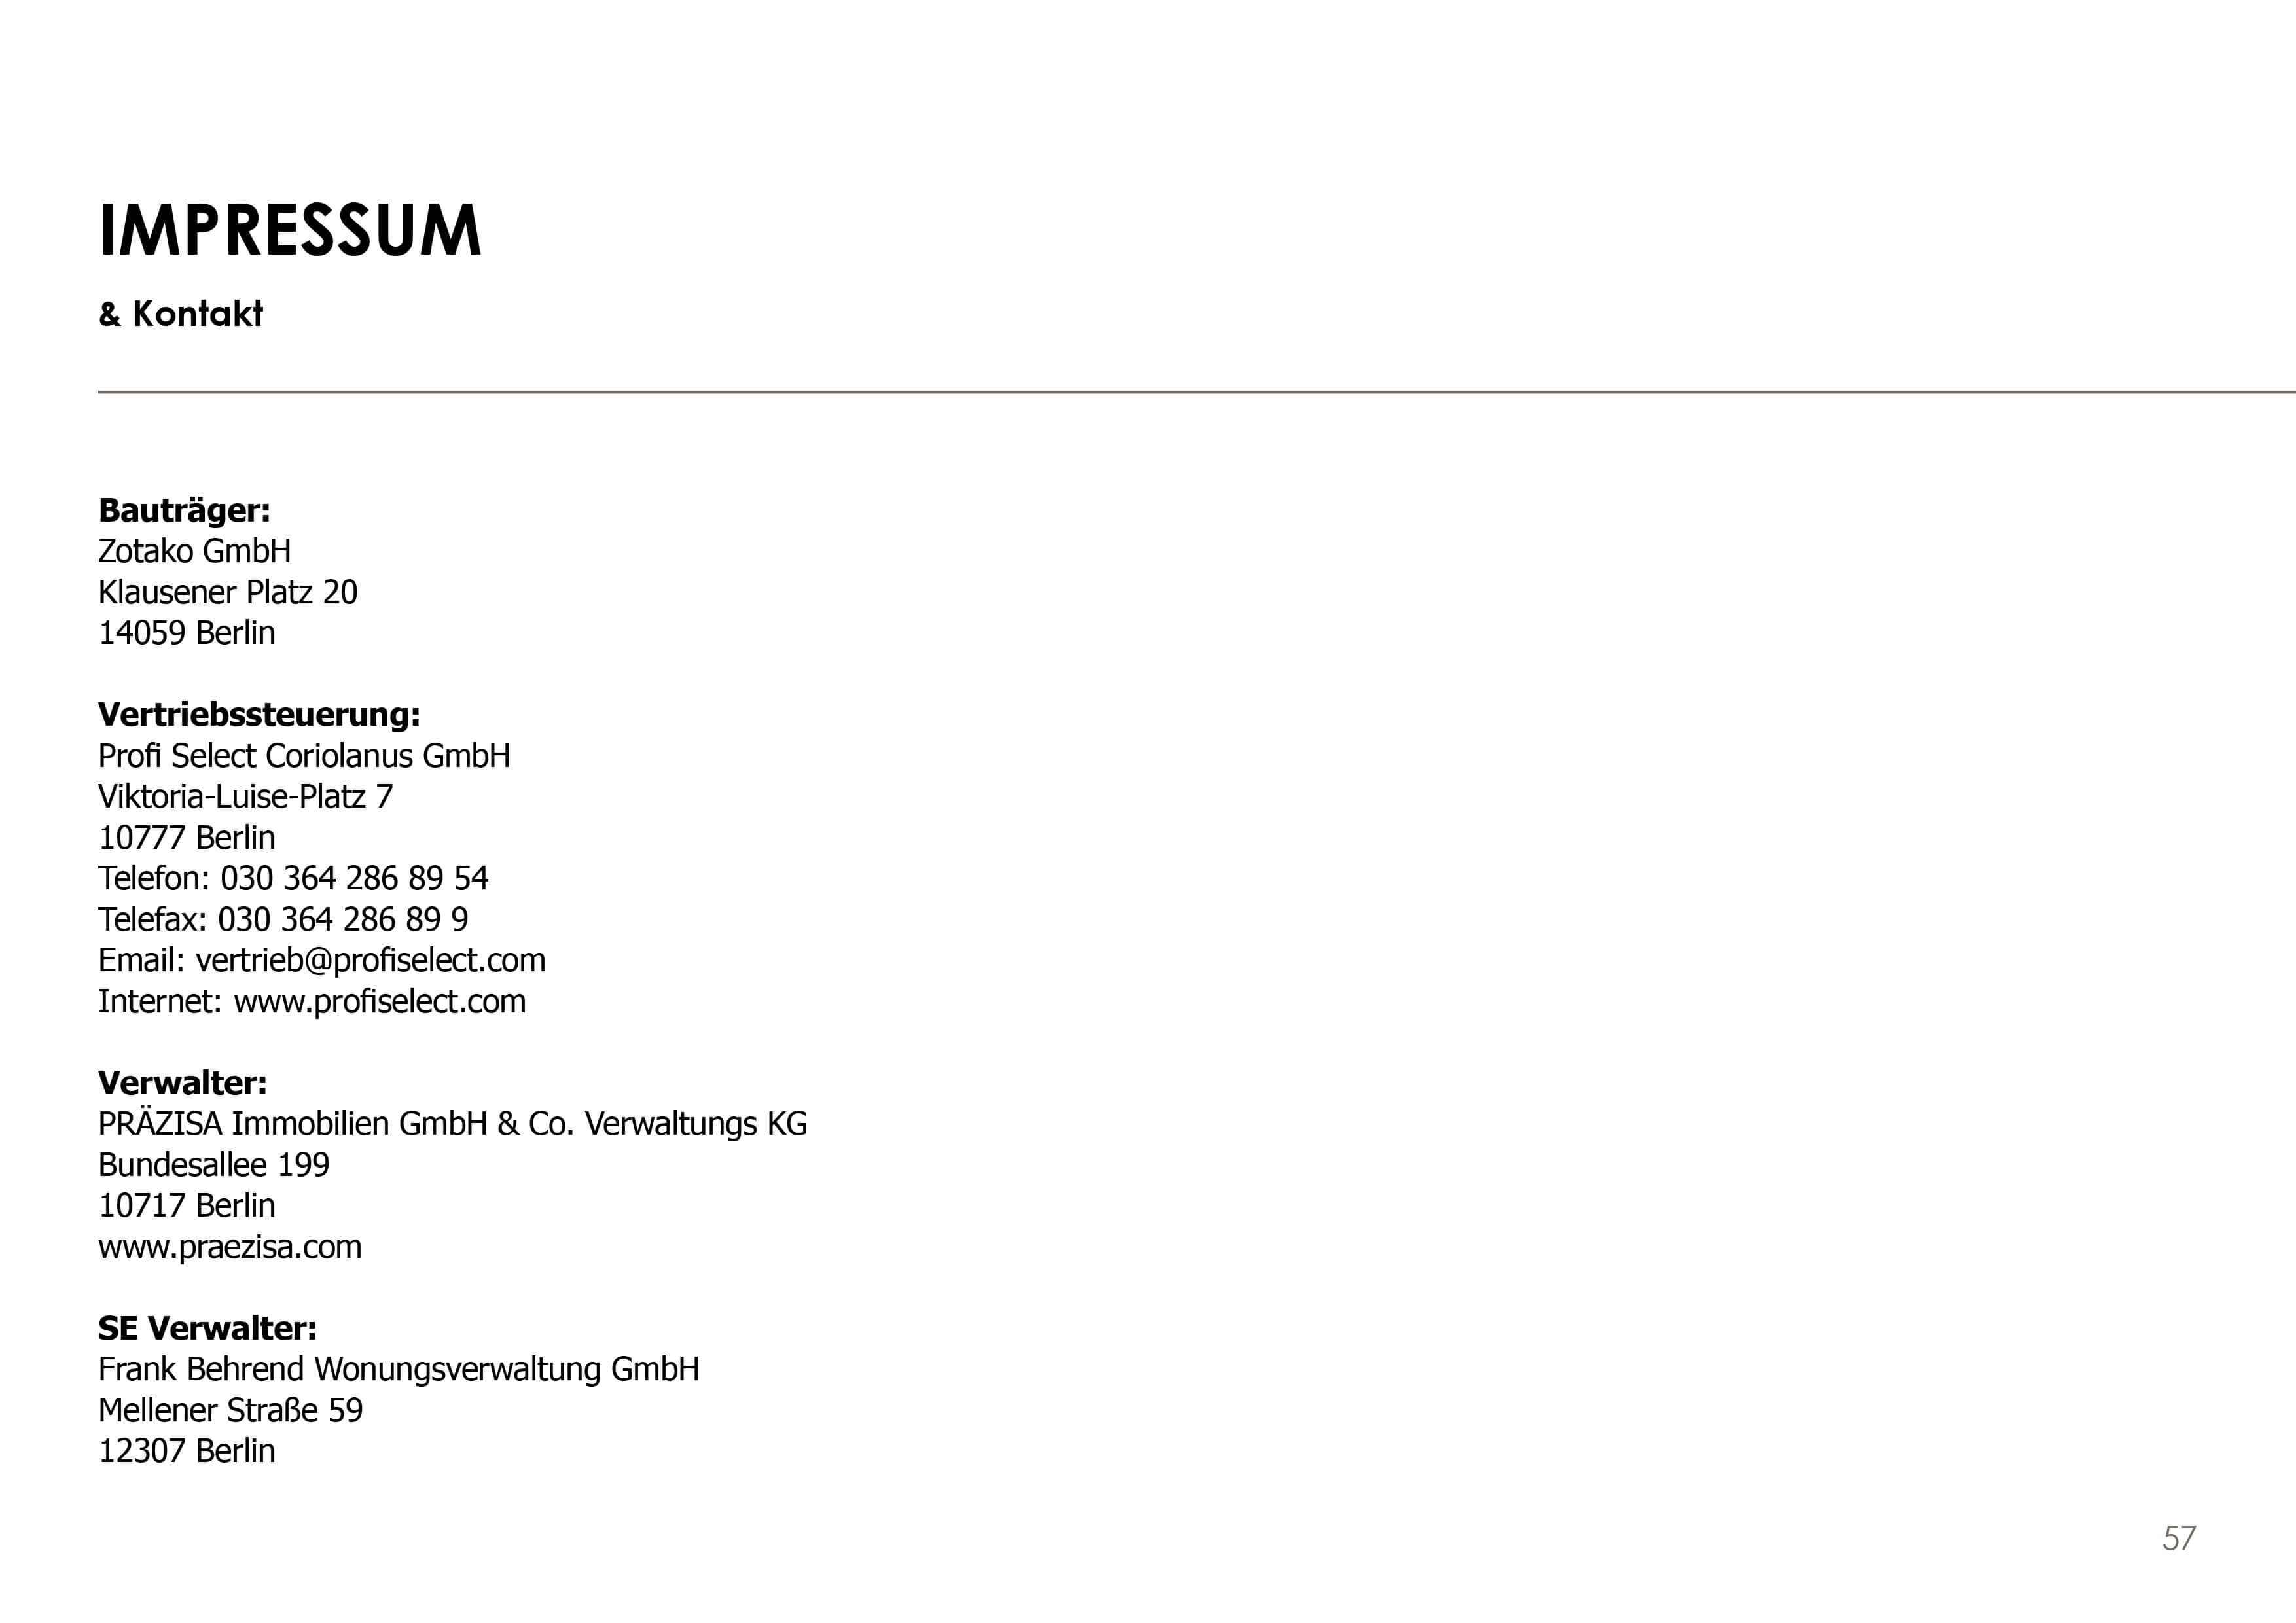 IMPRESSUM
& Kontakt
Bauträger:
Zotako GmbH
Klausener Platz 20
14059 Berlin
Vertriebssteuerung:
Profi Select Coriolanus GmbH
Viktoria-Luise-Platz 7
10777 Berlin
Telefon: 030 364 286 89 54
Telefax: 030 364 286 89 9
Email: vertrieb@profiselect.com
Internet: www.profiselect.com
Verwalter:
PRÄZISA Immobilien GmbH & Co. Verwaltungs KG
Bundesallee 199
10717 Berlin
www.praezisa.com
SE Verwalter:
Frank Behrend Wonungsverwaltung GmbH
Mellener Straße 59
12307 Berlin
57